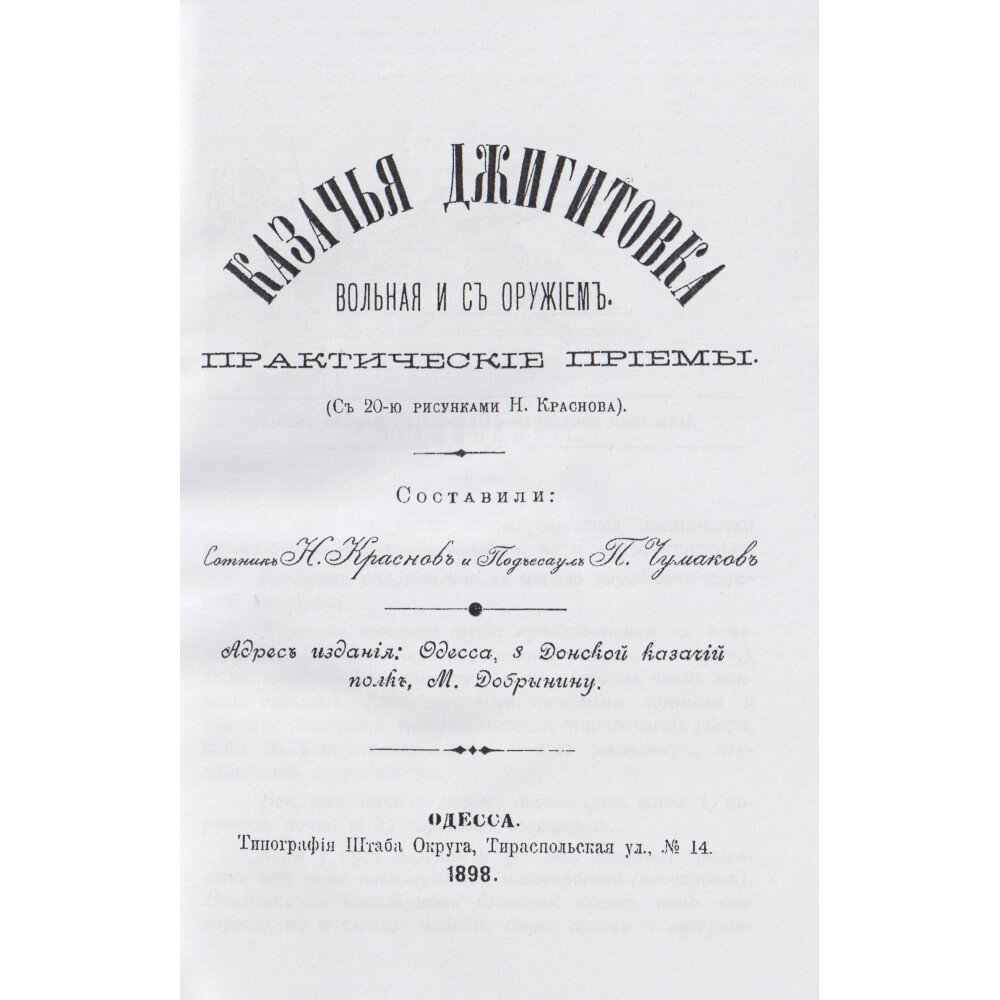 КАЗАЧЬЯ ДЖИГИТОВКА
ВОЛЬНАЯ И СЪ ОРУЖІЕМЪ.
ПРАКТИЧЕСКІЕ ПРІЕМЫ.
(Съ 20-ю рисунками Н. Краснова).
Составили:
Сотникъ Н. Красновъ и Подъесаулъ П. Чумаковъ
Адресъ изданія: Одесса, 8 Донской казачій
полкъ, М. Добрынину.
ОДЕССА.
Типографія Штаба Округа, Тираспольская ул., № 14.
1898.